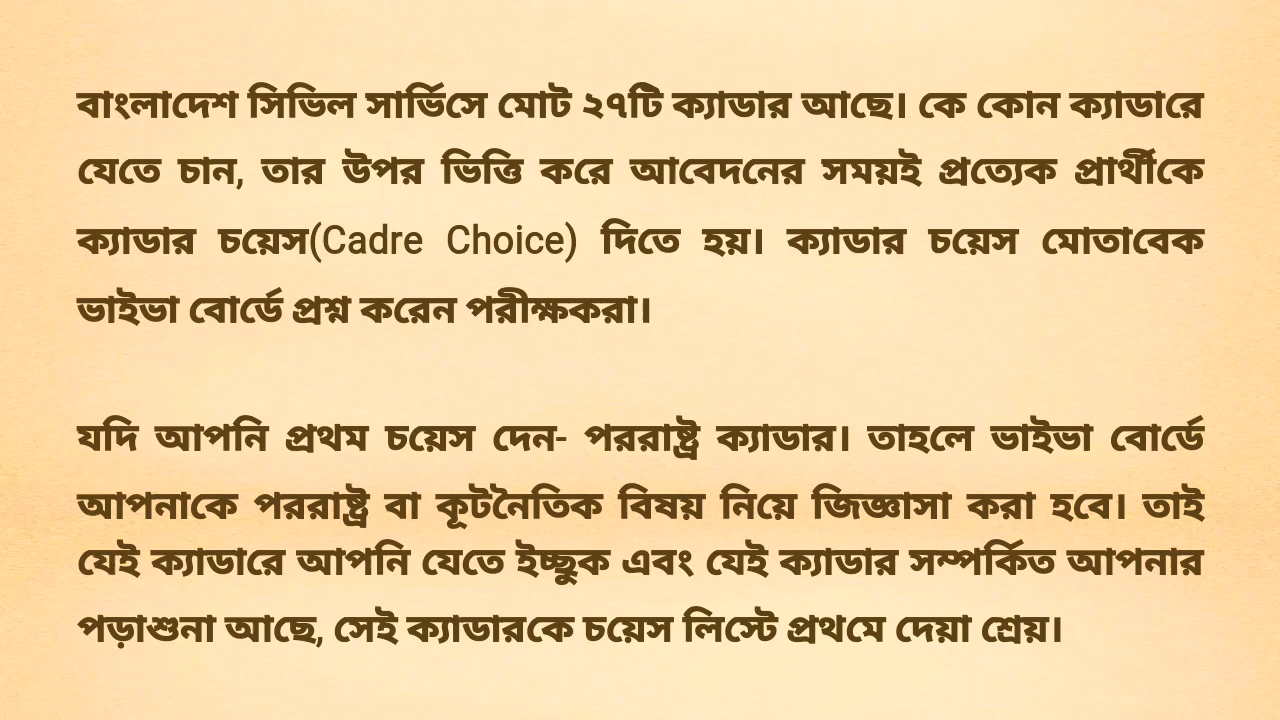 বাংলাদেশ সিভিল সার্ভিসে মোট ২৭টি ক্যাডার আছে। কে কোন ক্যাডারে
যেতে চান, তার উপর ভিত্তি করে আবেদনের সময়ই প্রত্যেক প্রার্থীকে
ক্যাডার চয়েস(Cadre Choice) দিতে হয়। ক্যাডার চয়েস মোতাবেক
ভাইভা বোর্ডে প্রশ্ন করেন পরীক্ষকরা।
যদি আপনি প্রথম চয়েস দেন- পররাষ্ট্র ক্যাডার। তাহলে ভাইভা বোর্ডে
আপনাকে পররাষ্ট্র বা কূটনৈতিক বিষয় নিয়ে জিজ্ঞাসা করা হবে। তাই
যেই ক্যাডারে আপনি যেতে ইচ্ছুক এবং যেই ক্যাডার সম্পর্কিত আপনার
পড়াশুনা আছে, সেই ক্যাডারকে চয়েস লিস্টে প্রথমে দেয়া শ্রেয়।